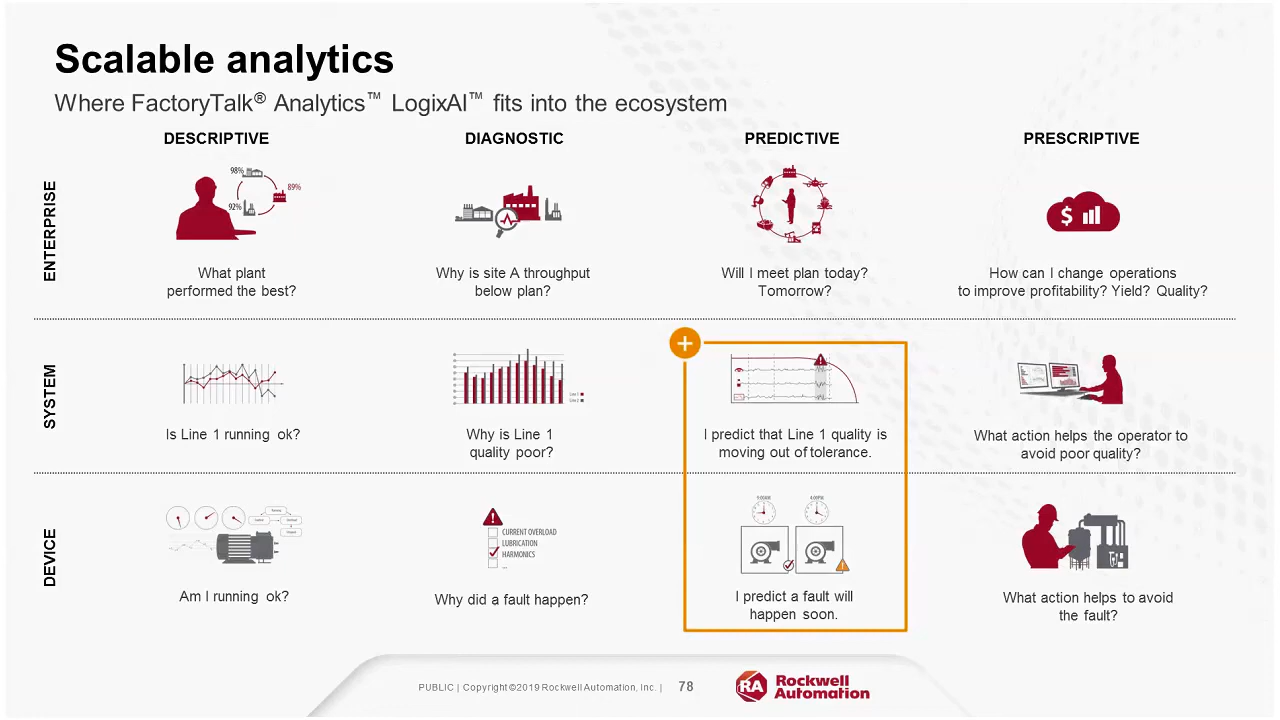 Scalable analytics
Where FactoryTalk® Analytics™ LogixAI™ fits into the ecosystem
DESCRIPTIVE
DIAGNOSTIC
PREDICTIVE
PRESCRIPTIVE
ENTERPRISE
98%
89%
92%
$
What plant
performed the best?
Why is site A throughput
below plan?
Will I meet plan today?
Tomorrow?
How can I change operations
to improve profitability? Yield? Quality?
SYSTEM
+
Line 1
Line 2
Is Line 1 running ok?
Why is Line 1
quality poor?
I predict that Line 1 quality is
moving out of tolerance.
What action helps the operator to
avoid poor quality?
DEVICE
CURRENT OVERLOAD
LUBRICATION
HARMONICS
...
Am I running ok?
Why did a fault happen?
I predict a fault will
happen soon.
What action helps to avoid
the fault?
PUBLIC | Copyright ©2019 Rockwell Automation, Inc. |
78
RA
Rockwell
Automation